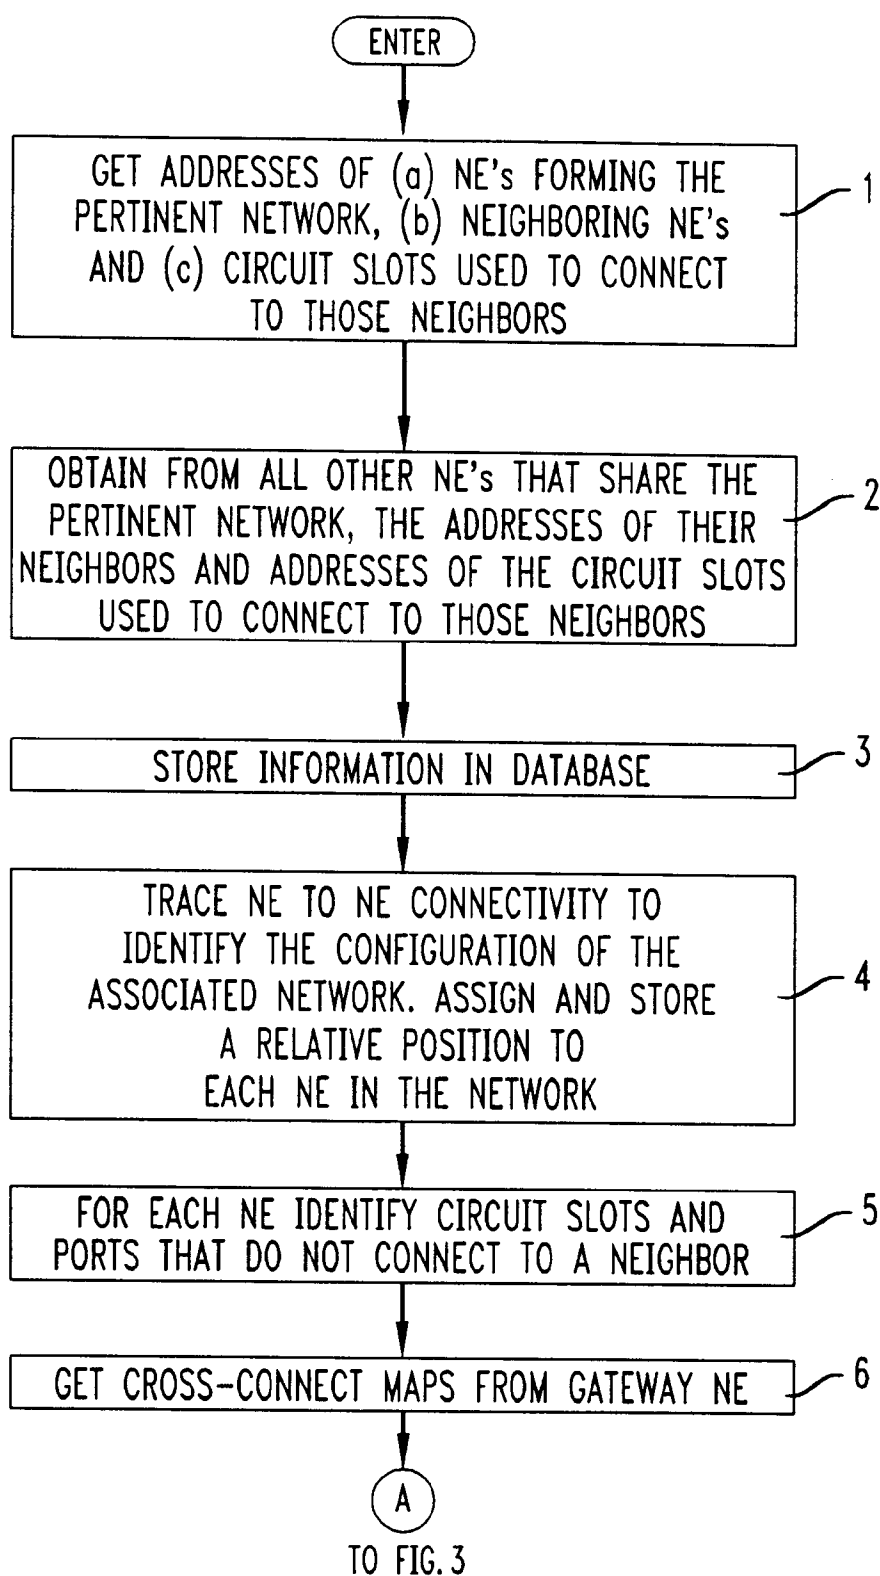 ENTER
GET ADDRESSES OF (a) NE's FORMING THE
PERTINENT NETWORK, (b) NEIGHBORING NE's
AND (c) CIRCUIT SLOTS USED TO CONNECT
TO THOSE NEIGHBORS
1
OBTAIN FROM ALL OTHER NE's THAT SHARE THE
PERTINENT NETWORK, THE ADDRESSES OF THEIR
NEIGHBORS AND ADDRESSES OF THE CIRCUIT SLOTS
USED TO CONNECT TO THOSE NEIGHBORS
2
STORE INFORMATION IN DATABASE
3
TRACE NE TO NE CONNECTIVITY TO
IDENTIFY THE CONFIGURATION OF THE
ASSOCIATED NETWORK. ASSIGN AND STORE
A RELATIVE POSITION TO
EACH NE IN THE NETWORK
4
FOR EACH NE IDENTIFY CIRCUIT SLOTS AND
PORTS THAT DO NOT CONNECT TO A NEIGHBOR
5
GET CROSS-CONNECT MAPS FROM GATEWAY NE
6
A
TO FIG. 3